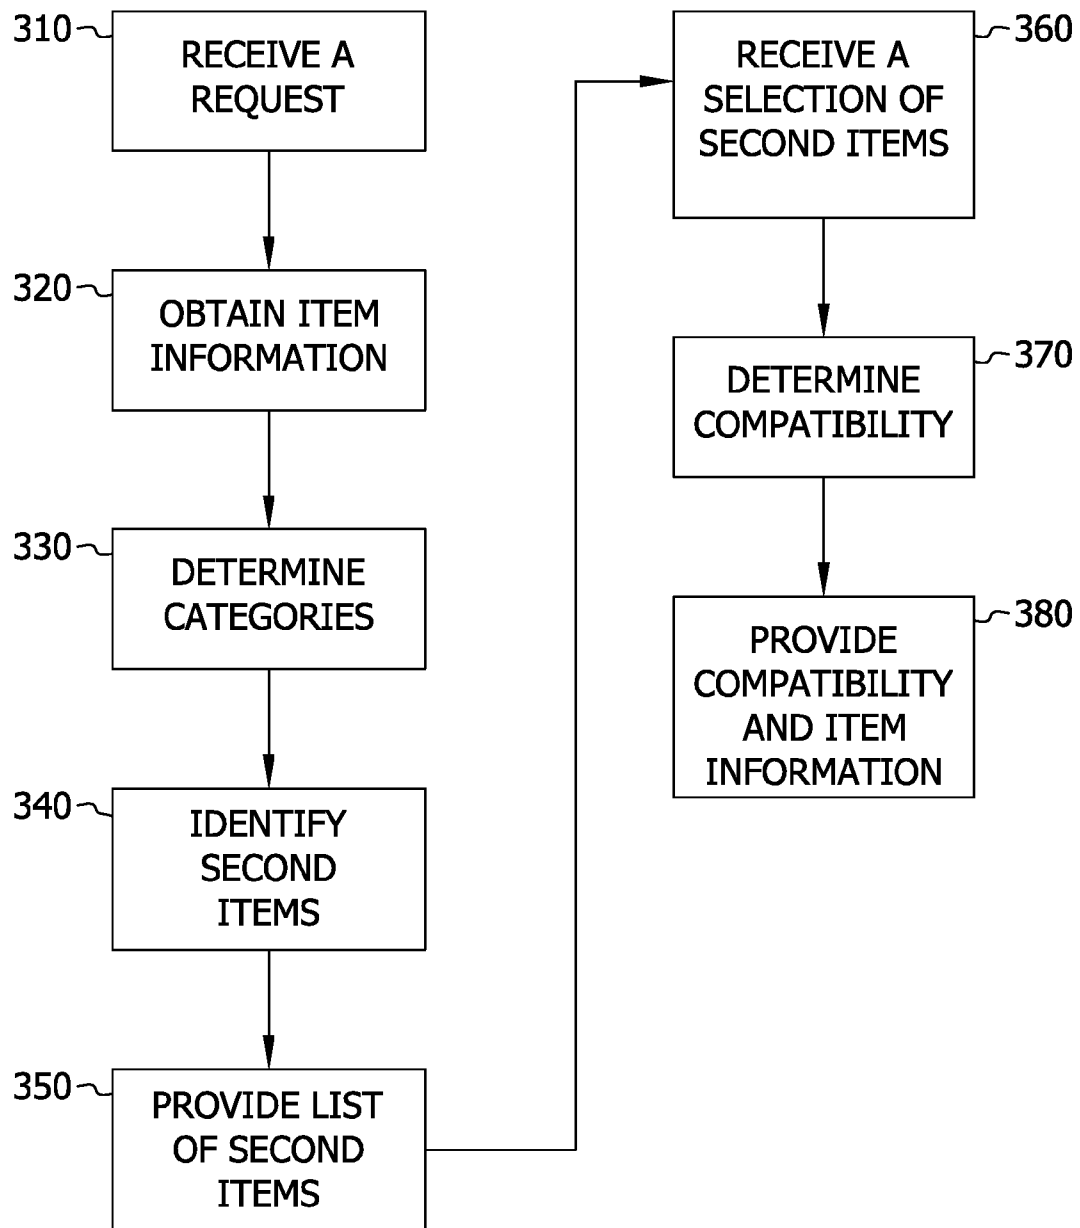 310
RECEIVE A
REQUEST
320
OBTAIN ITEM
INFORMATION
330
DETERMINE
CATEGORIES
340
IDENTIFY
SECOND
ITEMS
350
PROVIDE LIST
OF SECOND
ITEMS
360
RECEIVE A
SELECTION OF
SECOND ITEMS
370
DETERMINE
COMPATIBILITY
380
PROVIDE
COMPATIBILITY
AND ITEM
INFORMATION